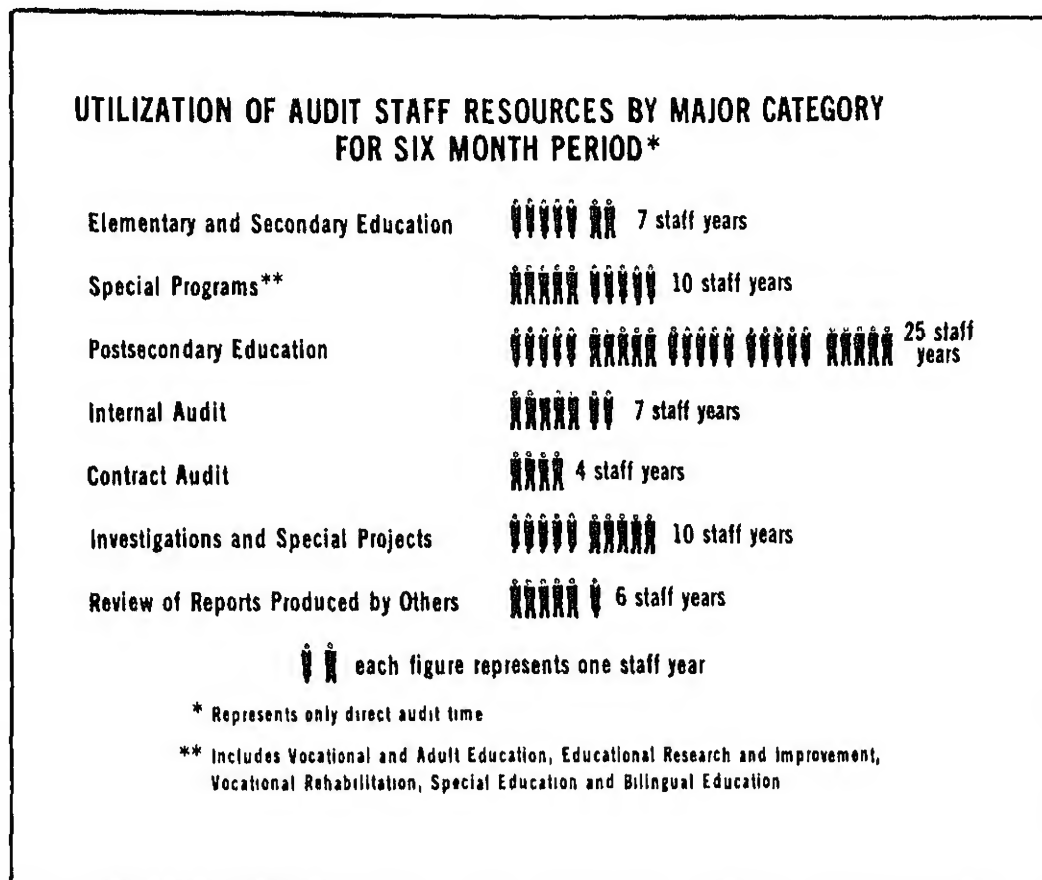 UTILIZATION OF AUDIT STAFF RESOURCES BY MAJOR CATEGORY
FOR SIX MONTH PERIOD*
Elementary and Secondary Education 7 staff years
Special Programs** 10 staff years
Postsecondary Education 25 staff
years
Internal Audit 7 staff years
Contract Audit 4 staff years
Investigations and Special Projects 10 staff years
Review of Reports Produced by Others 6 staff years
each figure represents one staff year
* Represents only direct audit time
** Includes Vocational and Adult Education, Educational Research and Improvement,
Vocational Rehabilitation, Special Education and Bilingual Education